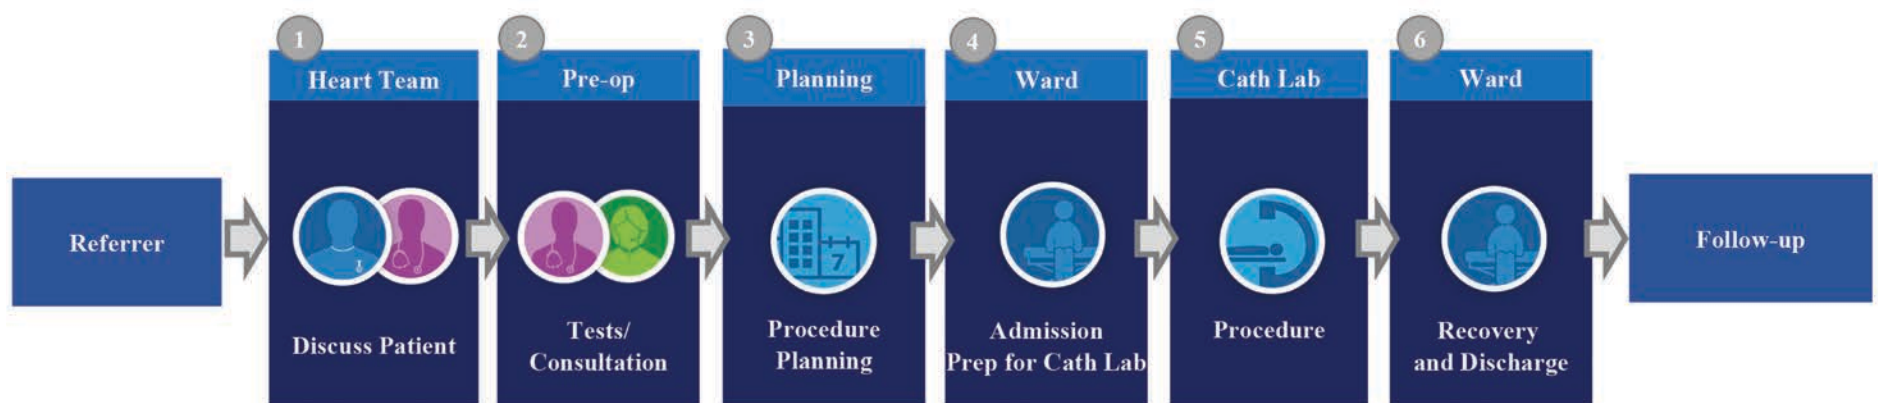 Referrer
1
Heart Team
Discuss Patient
2
Pre-op
Tests/
Consultation
3
Planning
7
Procedure
Planning
4
Ward
Admission
Prep for Cath Lab
5
Cath Lab
Procedure
6
Ward
Recovery
and Discharge
Follow-up